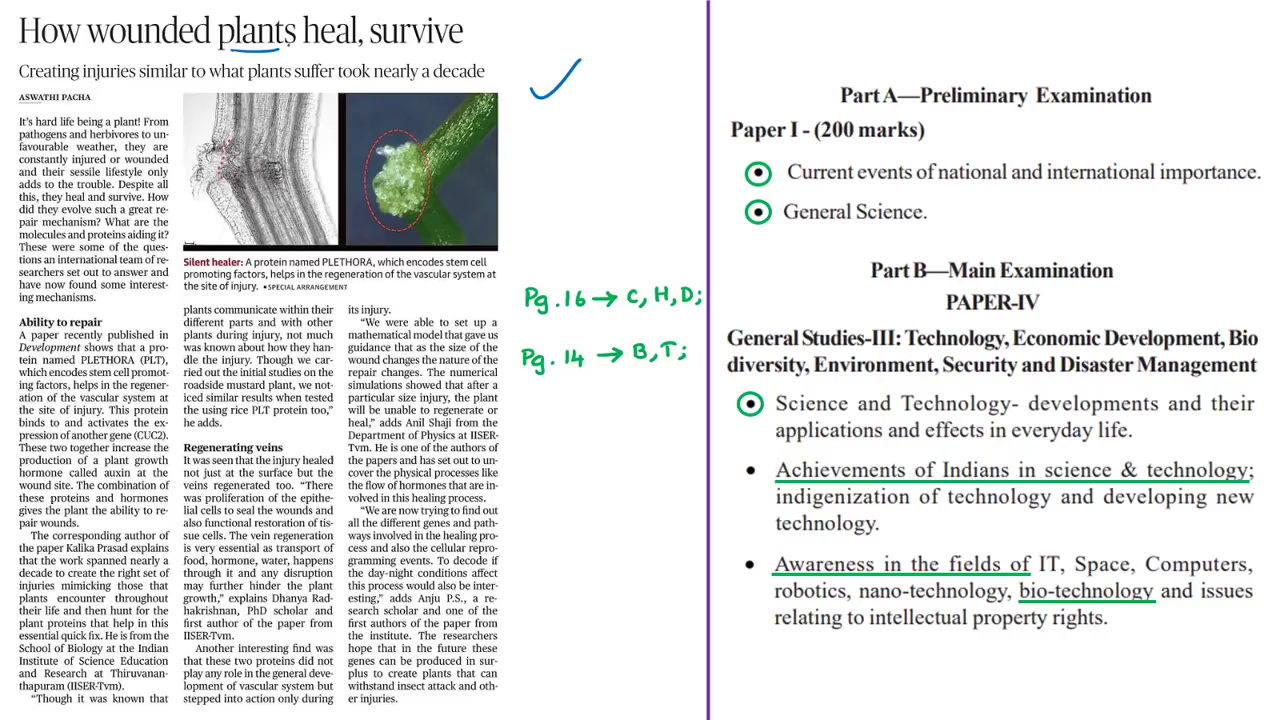 How wounded plants heal, survive
Creating injuries similar to what plants suffer took nearly a decade
ASWATHI PACHA
It's hard life being a plant! From
pathogens and herbivores to un-
favourable weather, they are
constantly injured or wounded
and their sessile lifestyle only
adds to the trouble. Despite all
this, they heal and survive. How
did they evolve such a great re-
pair mechanism? What are the
molecules and proteins aiding it?
These were some of the ques-
tions an international team of re-
searchers set out to answer and
have now found some interest-
ing mechanisms.
Ability to repair
A paper recently published in
Development shows that a pro-
tein named PLETHORA (PLT),
which encodes stem cell promot-
ing factors, helps in the regener-
ation of the vascular system at
the site of injury. This protein
binds to and activates the ex-
pression of another gene (CUC2).
These two together increase the
production of a plant growth
hormone called auxin at the
wound site. The combination of
these proteins and hormones
gives the plant the ability to re-
pair wounds.
The corresponding author of
the paper Kalika Prasad explains
that the work spanned nearly a
decade to create the right set of
injuries mimicking those that
plants encounter throughout
their life and then hunt for the
plant proteins that help in this
essential quick fix. He is from the
School of Biology at the Indian
Institute of Science Education
and Research at Thiruvanan-
thapuram (IISER-Tvm).
"Though it was known that
Silent healer: A protein named PLETHORA, which encodes stem cell
promoting factors, helps in the regeneration of the vascular system at
the site of injury. •SPECIAL ARRANGEMENT
plants communicate within their
different parts and with other
plants during injury, not much
was known about how they han-
dle the injury. Though we car-
ried out the initial studies on the
roadside mustard plant, we not-
iced similar results when tested
the using rice PLT protein too,"
he adds.
Regenerating veins
It was seen that the injury healed
not just at the surface but the
veins regenerated too. "There
was proliferation of the epithe-
lial cells to seal the wounds and
also functional restoration of tis-
sue cells. The vein regeneration
is very essential as transport of
food, hormone, water, happens
through it and any disruption
may further hinder the plant
growth," explains Dhanya Rad-
hakrishnan, PhD scholar and
first author of the paper from
IISER-Tvm.
Another interesting find was
that these two proteins did not
play any role in the general deve-
lopment of vascular system but
stepped into action only during
its injury.
"We were able to set up a
mathematical model that gave us
guidance that as the size of the
wound changes the nature of the
repair changes. The numerical
simulations showed that after a
particular size injury, the plant
will be unable to regenerate or
heal," adds Anil Shaji from the
Department of Physics at IISER-
Tvm. He is one of the authors of
the papers and has set out to un-
cover the physical processes like
the flow of hormones that are in-
volved in this healing process.
"We are now trying to find out
all the different genes and path-
ways involved in the healing pro-
cess and also the cellular repro-
gramming events. To decide if
the day-night conditions affect
this process would also be inter-
esting," adds Anju P.S., a re-
search scholar and one of the
first authors of the paper from
the institute. The researchers
hope that in the future these
genes can be produced in sur-
plus to create plants that can
withstand insect attack and oth-
er injuries.
Pg.16 → C, H, D;
Pg.14 → B, T;
Part A—Preliminary Examination
Paper I - (200 marks)
• Current events of national and international importance.
• General Science.
Part B—Main Examination
PAPER-IV
General Studies-III: Technology, Economic Development, Bio
diversity, Environment, Security and Disaster Management
• Science and Technology- developments and their
applications and effects in everyday life.
• Achievements of Indians in science & technology;
indigenization of technology and developing new
technology.
• Awareness in the fields of IT, Space, Computers,
robotics, nano-technology, bio-technology and issues
relating to intellectual property rights.